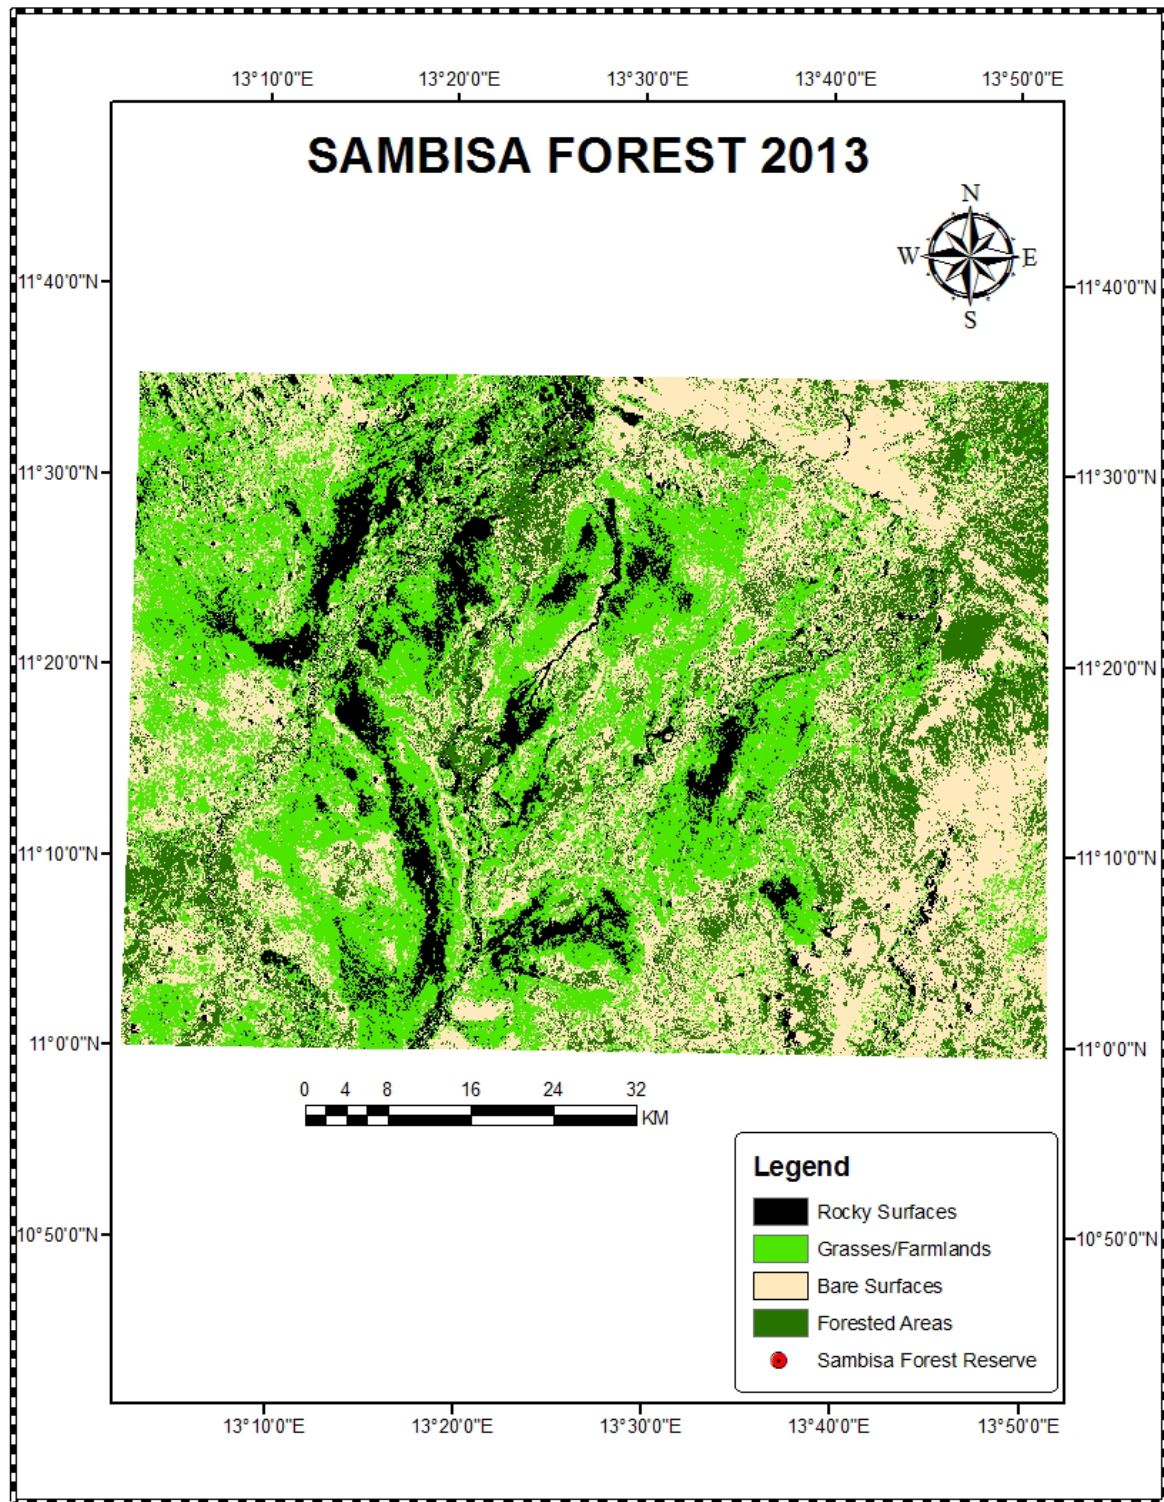 13°10'0"E 13°20'0"E 13°30'0"E 13°40'0"E 13°50'0"E
SAMBISA FOREST 2013
N
W E
S
11°40'0"N 11°40'0"N
11°30'0"N 11°30'0"N
11°20'0"N 11°20'0"N
11°10'0"N 11°10'0"N
11°0'0"N 11°0'0"N
0 4 8 16 24 32
KM
Legend
Rocky Surfaces
10°50'0"N 10°50'0"N
Grasses/Farmlands
Bare Surfaces
Forested Areas
Sambisa Forest Reserve
13°10'0"E 13°20'0"E 13°30'0"E 13°40'0"E 13°50'0"E